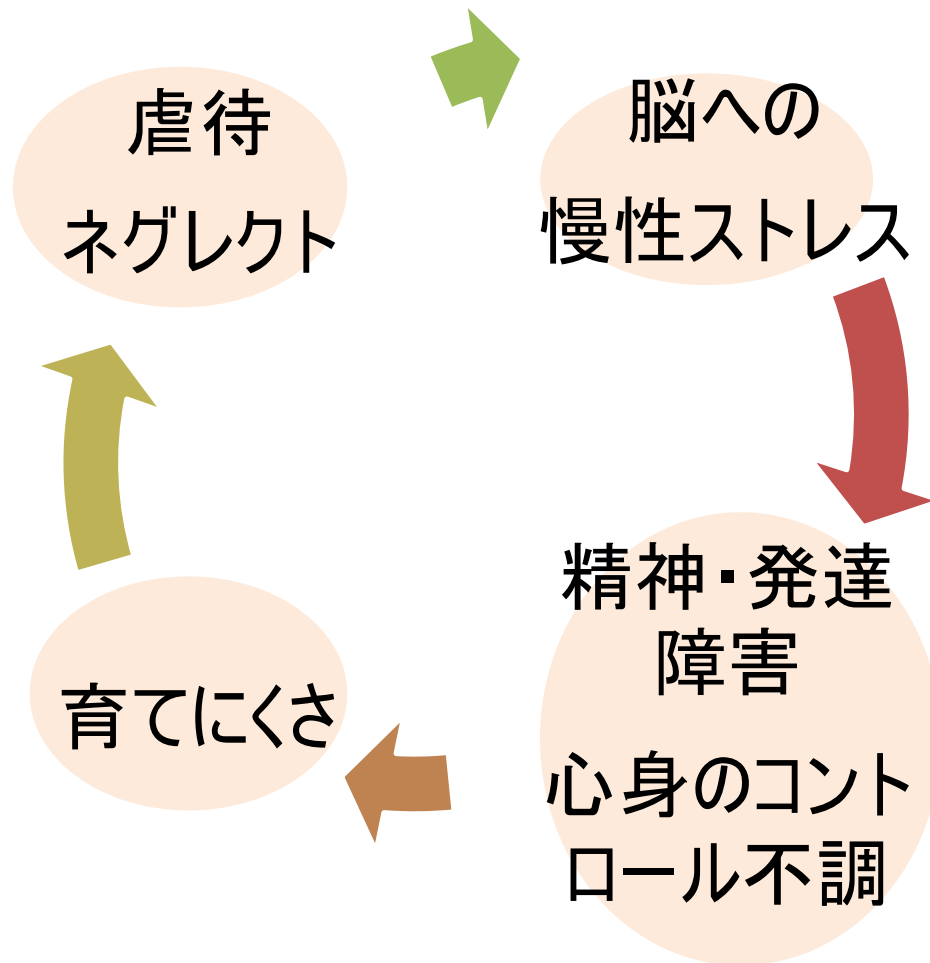 虐待
ネグレクト
脳への
慢性ストレス
精神・発達
障害
心身のコント
ロール不調
育てにくさ